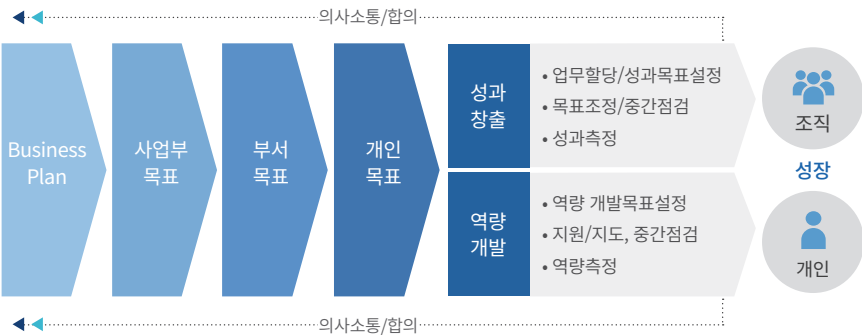 의사소통/합의
Business
Plan
사업부
목표
부서
목표
개인
목표
성과
창출
• 업무할당/성과목표설정
• 목표조정/중간점검
• 성과측정
역량
개발
• 역량 개발목표설정
• 지원/지도, 중간점검
• 역량측정
조직
성장
개인
의사소통/합의